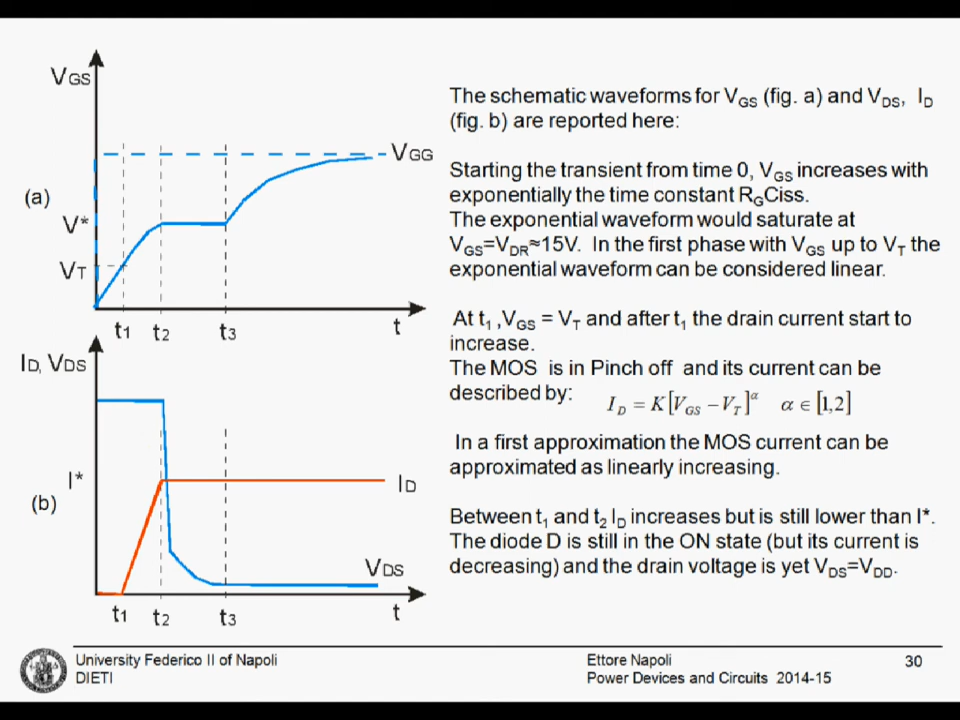 VGS
VGG
(a)
V*
VT
t1 t2 t3 t
ID, VDS
I*
ID
(b)
VDS
t1 t2 t3 t
The schematic waveforms for VGS (fig. a) and VDS, ID
(fig. b) are reported here:
Starting the transient from time 0, VGS increases with
exponentially the time constant RGCiss.
The exponential waveform would saturate at
VGS=VDR≈15V. In the first phase with VGS up to VT the
exponential waveform can be considered linear.
At t1 ,VGS = VT and after t1 the drain current start to
increase.
The MOS is in Pinch off and its current can be
described by: ID = K[VGS − VT]^α α ∈ [1,2]
In a first approximation the MOS current can be
approximated as linearly increasing.
Between t1 and t2 ID increases but is still lower than I*.
The diode D is still in the ON state (but its current is
decreasing) and the drain voltage is yet VDS=VDD.
University Federico II of Napoli
DIETI
Ettore Napoli
Power Devices and Circuits 2014-15
30